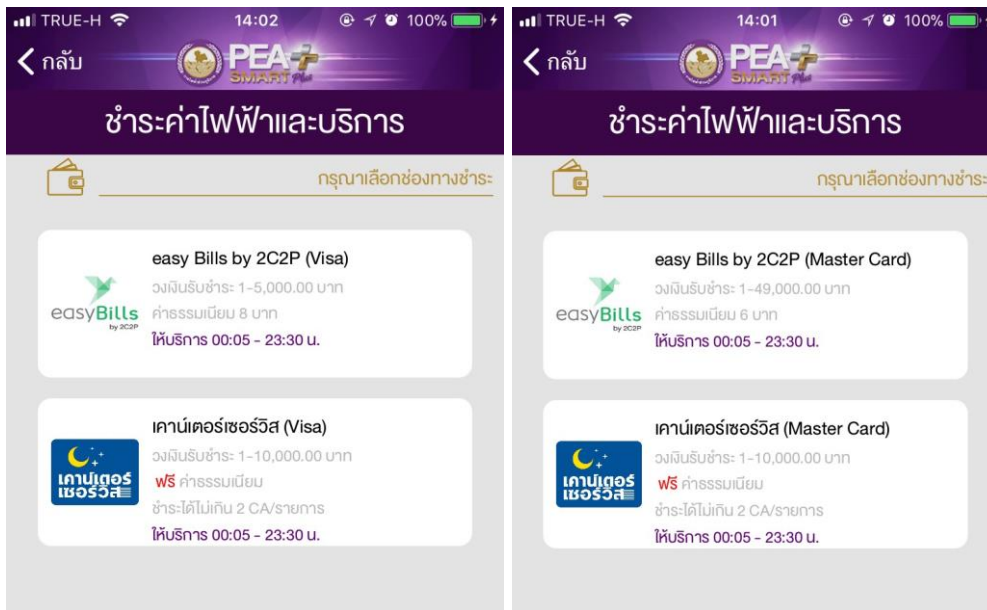 TRUE-H 14:02 100%
กลับ
PEA
SMART Plus
ชำระค่าไฟฟ้าและบริการ
กรุณาเลือกช่องทางชำระ
easy Bills by 2C2P (Visa)
วงเงินรับชำระ 1-5,000.00 บาท
easyBills
by 2C2P
ค่าธรรมเนียม 8 บาท
ให้บริการ 00:05 - 23:30 น.
เคาน์เตอร์เซอร์วิส (Visa)
วงเงินรับชำระ 1-10,000.00 บาท
เคาน์เตอร์
เซอร์วิส
ฟรี ค่าธรรมเนียม
ชำระได้ไม่เกิน 2 CA/รายการ
ให้บริการ 00:05 - 23:30 น.
TRUE-H 14:01 100%
กลับ
PEA
SMART Plus
ชำระค่าไฟฟ้าและบริการ
กรุณาเลือกช่องทางชำระ
easy Bills by 2C2P (Master Card)
วงเงินรับชำระ 1-49,000.00 บาท
easyBills
by 2C2P
ค่าธรรมเนียม 6 บาท
ให้บริการ 00:05 - 23:30 น.
เคาน์เตอร์เซอร์วิส (Master Card)
วงเงินรับชำระ 1-10,000.00 บาท
เคาน์เตอร์
เซอร์วิส
ฟรี ค่าธรรมเนียม
ชำระได้ไม่เกิน 2 CA/รายการ
ให้บริการ 00:05 - 23:30 น.